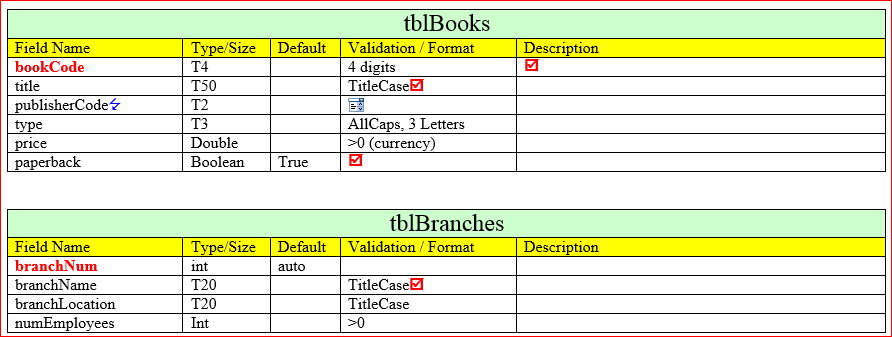 tblBooks
Field Name Type/Size Default Validation / Format Description
bookCode T4 4 digits
title T50 TitleCase
publisherCode T2
type T3 AllCaps, 3 Letters
price Double >0 (currency)
paperback Boolean True
tblBranches
Field Name Type/Size Default Validation / Format Description
branchNum int auto
branchName T20 TitleCase
branchLocation T20 TitleCase
numEmployees Int >0